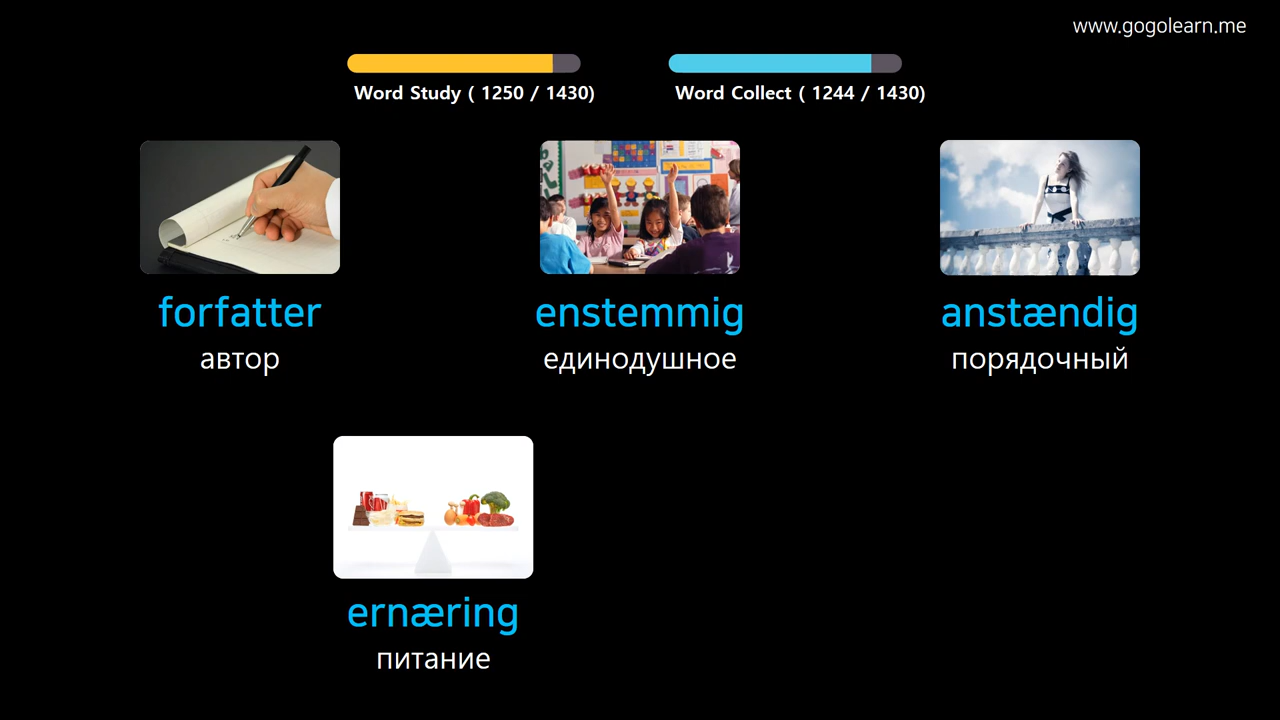 www.gogolearn.me
Word Study ( 1250 / 1430)
Word Collect ( 1244 / 1430)
forfatter
автор
enstemmig
единодушное
anstændig
порядочный
ernæring
питание